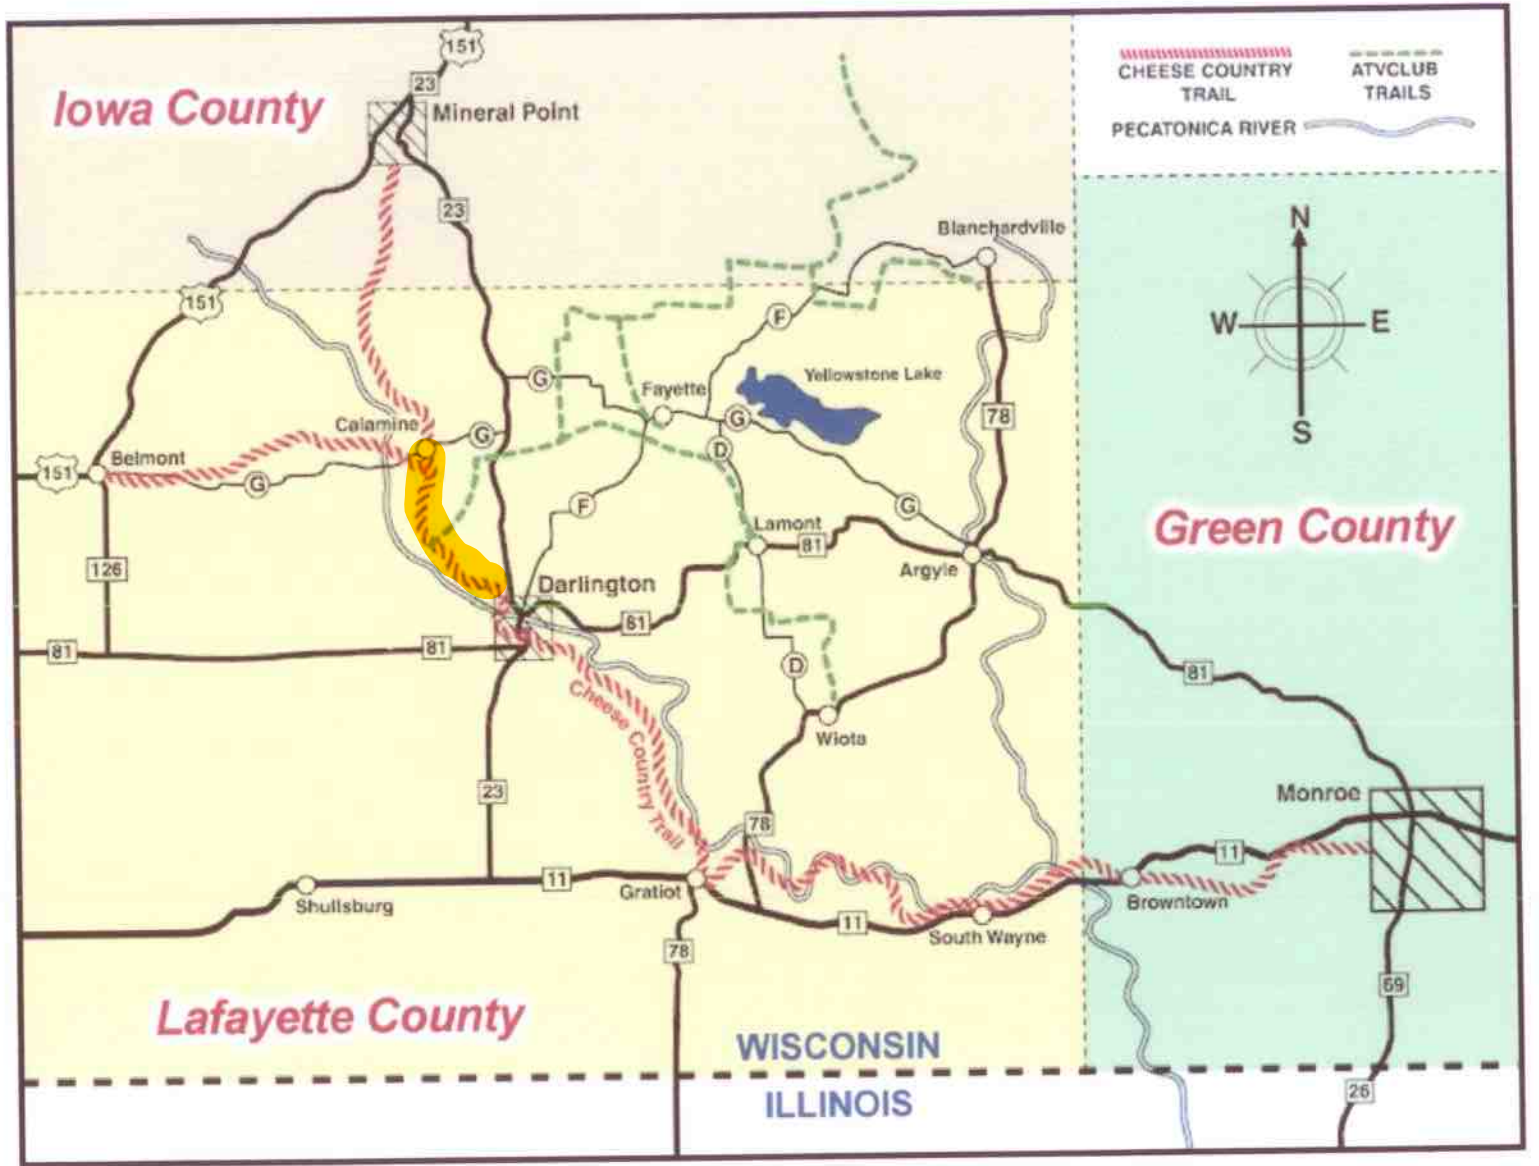 151
23
Mineral Point
Iowa County
CHEESE COUNTRY
TRAIL
ATVCLUB
TRAILS
PECATONICA RIVER
23
Blanchardville
N
W
E
S
151
F
G
Fayette
Yellowstone Lake
78
Calamine
G
G
D
151
Belmont
G
F
G
Lamont
81
Argyle
Green County
126
Darlington
81
81
81
D
81
Cheese Country Trail
Wiota
23
78
Monroe
11
11
Gratiot
Shullsburg
11
Browntown
South Wayne
78
69
Lafayette County
WISCONSIN
ILLINOIS
26